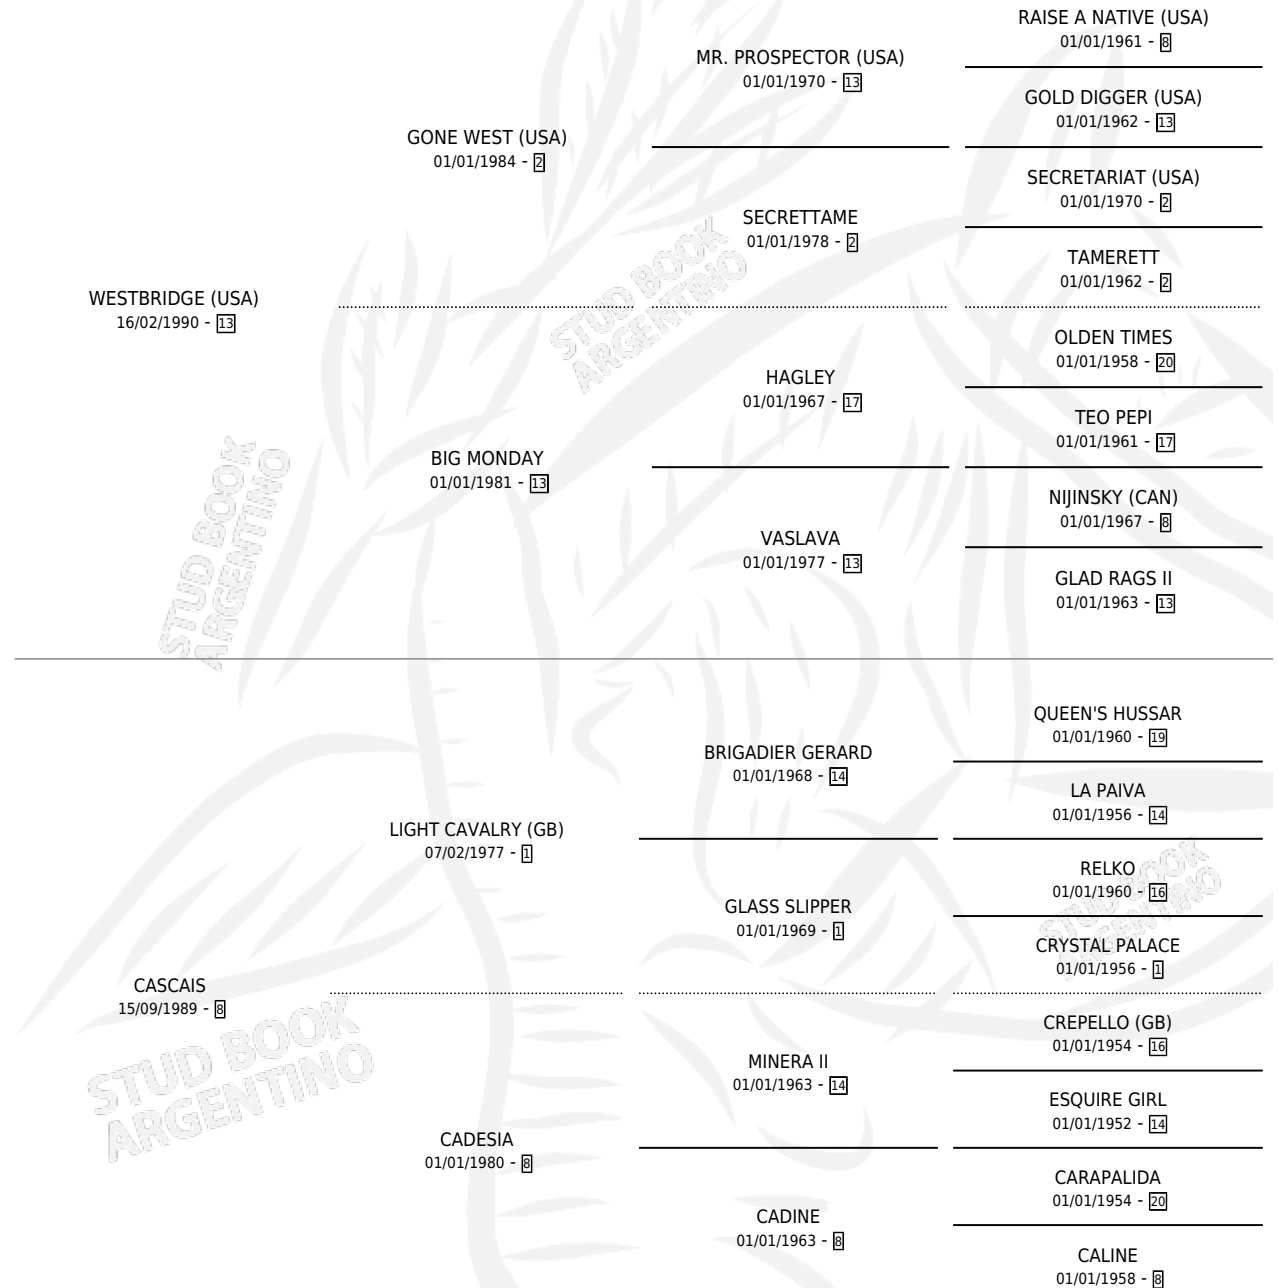 RAISE A NATIVE (USA)
01/01/1961 - 8
MR. PROSPECTOR (USA)
01/01/1970 - 13
GOLD DIGGER (USA)
01/01/1962 - 13
GONE WEST (USA)
01/01/1984 - 2
SECRETARIAT (USA)
01/01/1970 - 2
SECRETTAME
01/01/1978 - 2
TAMERETT
01/01/1962 - 2
WESTBRIDGE (USA)
16/02/1990 - 13
OLDEN TIMES
01/01/1958 - 20
HAGLEY
01/01/1967 - 17
TEO PEPI
01/01/1961 - 17
BIG MONDAY
01/01/1981 - 13
NIJINSKY (CAN)
01/01/1967 - 8
VASLAVA
01/01/1977 - 13
GLAD RAGS II
01/01/1963 - 13
QUEEN'S HUSSAR
01/01/1960 - 19
BRIGADIER GERARD
01/01/1968 - 14
LA PAIVA
01/01/1956 - 14
LIGHT CAVALRY (GB)
07/02/1977 - 1
RELKO
01/01/1960 - 16
GLASS SLIPPER
01/01/1969 - 1
CRYSTAL PALACE
01/01/1956 - 1
CASCAIS
15/09/1989 - 8
CREPELLO (GB)
01/01/1954 - 16
MINERA II
01/01/1963 - 14
ESQUIRE GIRL
01/01/1952 - 14
CADESIA
01/01/1980 - 8
CARAPALIDA
01/01/1954 - 20
CADINE
01/01/1963 - 8
CALINE
01/01/1958 - 8
STUD BOOK
ARGENTINO
STUD BOOK
ARGENTINO
STUD BOOK
ARGENTINO
STUD BOOK
ARGENTINO